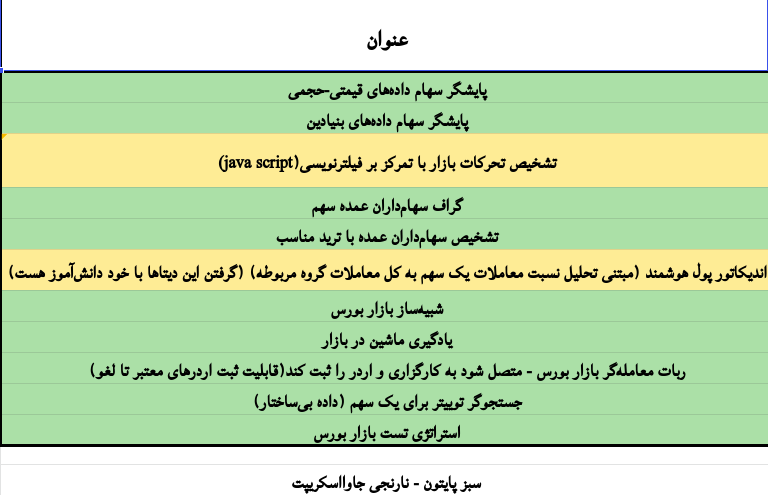 عنوان
پایشگر سهام داده‌های قیمتی-حجمی
پایشگر سهام داده‌های بنیادین
تشخیص تحرکات بازار با تمرکز بر فیلترنویسی(java script)
گراف سهام‌داران عمده سهم
تشخیص سهام‌داران عمده با ترید مناسب
اندیکاتور پول هوشمند (مبتنی تحلیل نسبت معاملات یک سهم به کل معاملات گروه مربوطه) (گرفتن این دیتاها با خود دانش‌آموز هست)
شبیه‌ساز بازار بورس
یادگیری ماشین در بازار
ربات معامله‌گر بازار بورس - متصل شود به کارگزاری و اردر را ثبت کند(قابلیت ثبت اردرهای معتبر تا لغو)
جستجوگر توییتر برای یک سهم (داده بی‌ساختار)
استراتژی تست بازار بورس
سبز پایتون - نارنجی جاوااسکریپت